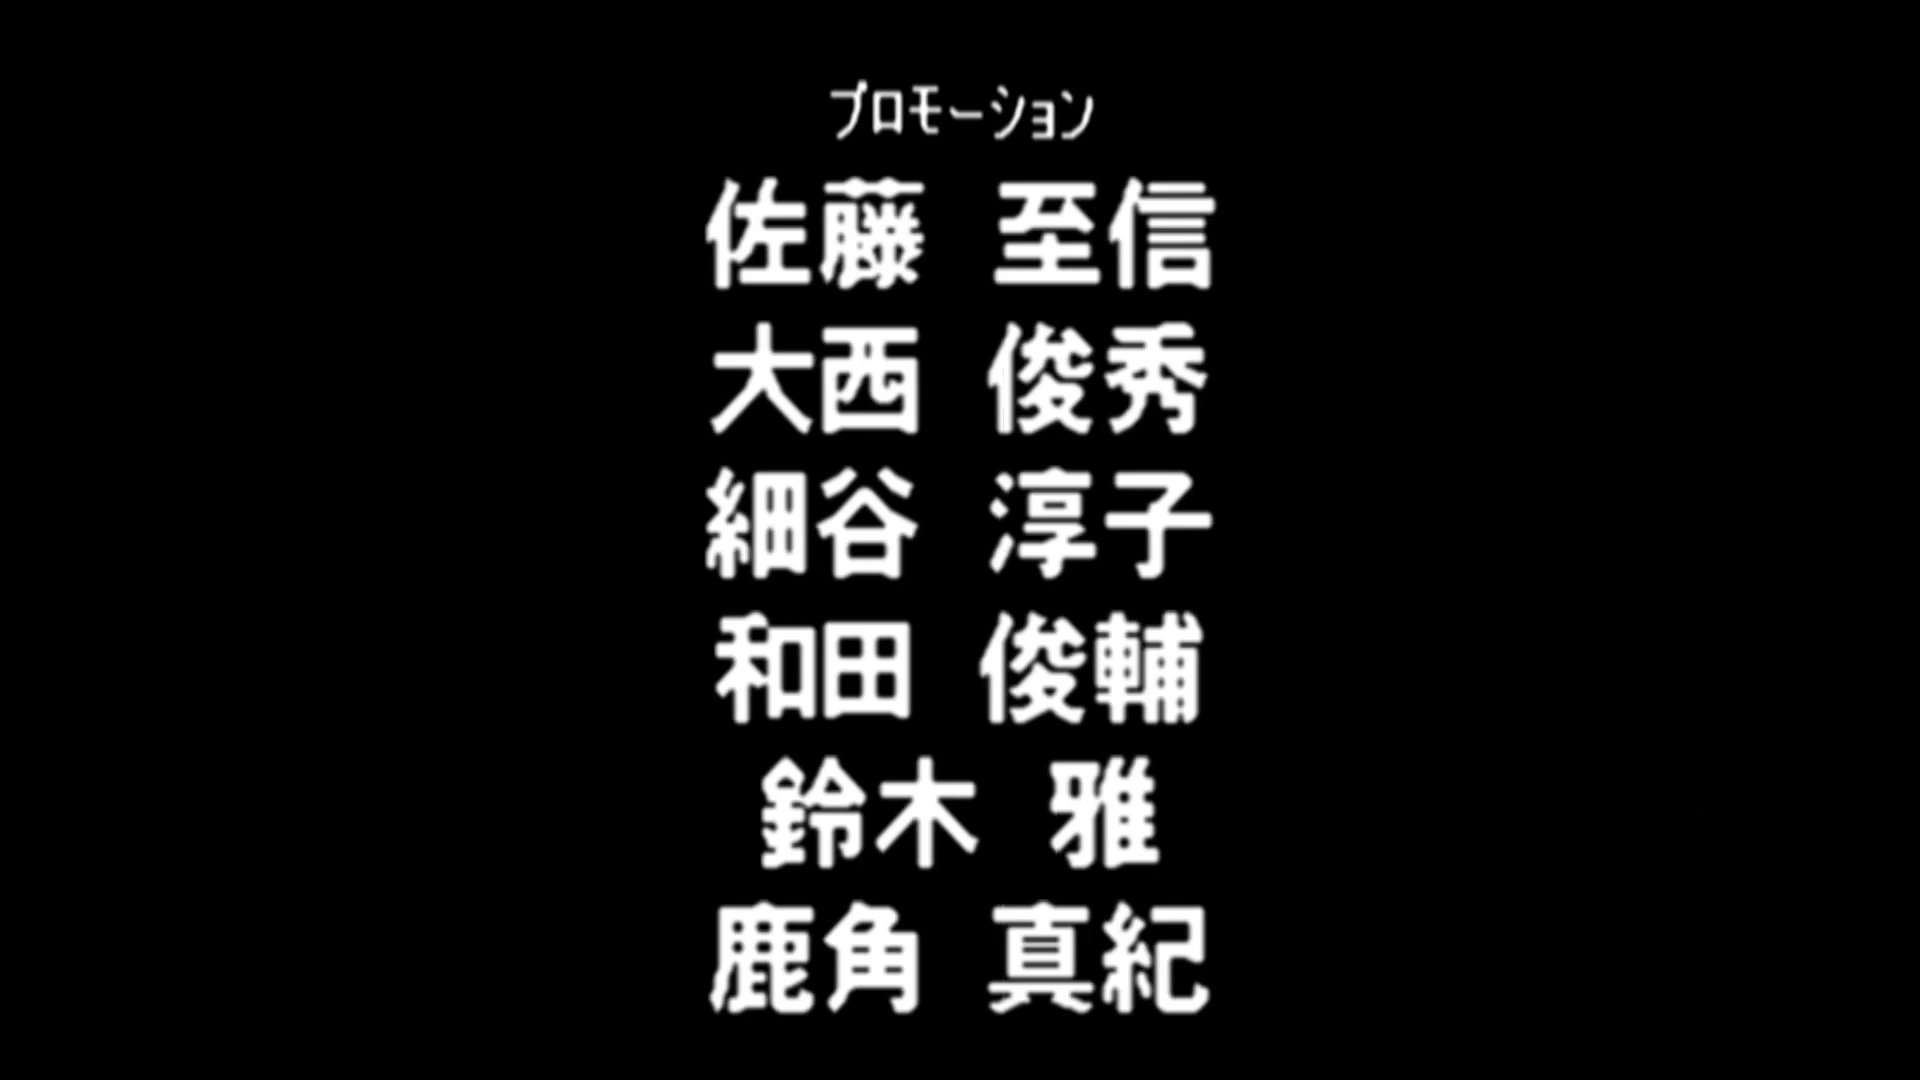 プロモーション
佐藤 至信
大西 俊秀
細谷 淳子
和田 俊輔
鈴木 雅
鹿角 真紀